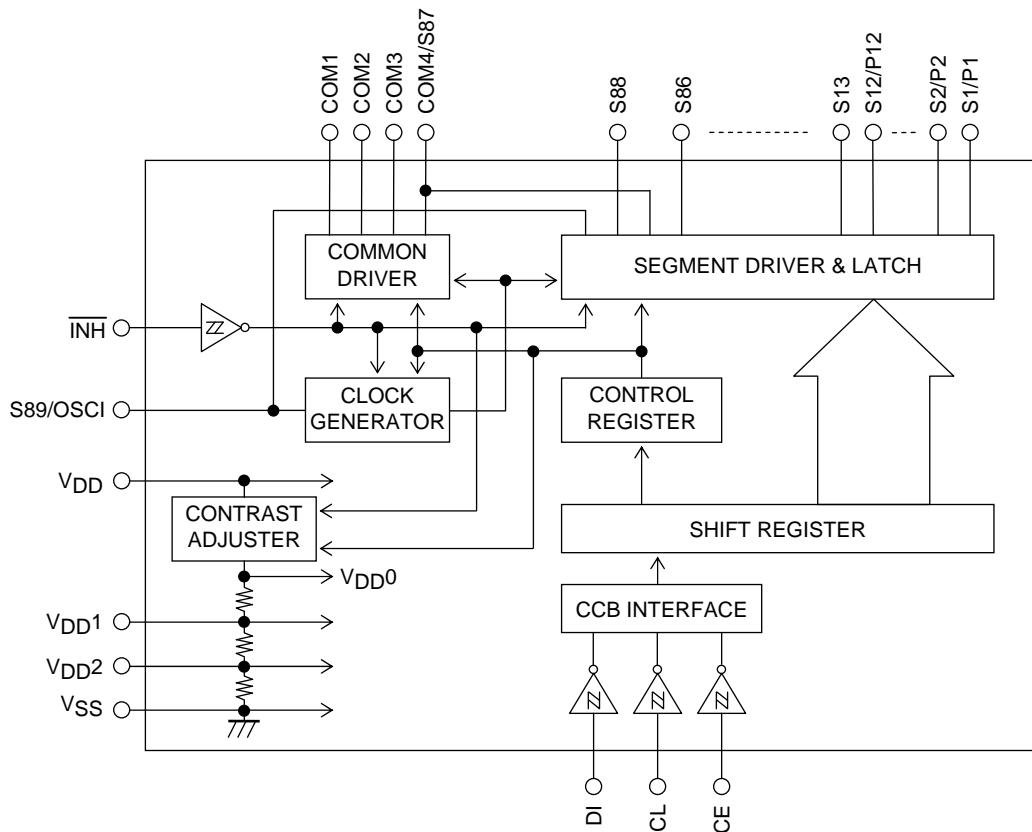 COM1
COM2
COM3
COM4/S87
S88
S86
S13
S12/P12
S2/P2
S1/P1
COMMON
DRIVER
SEGMENT DRIVER & LATCH
INH
S89/OSCI
CLOCK
GENERATOR
CONTROL
REGISTER
VDD
CONTRAST
ADJUSTER
SHIFT REGISTER
VDD0
CCB INTERFACE
VDD1
VDD2
VSS
DI
CL
CE